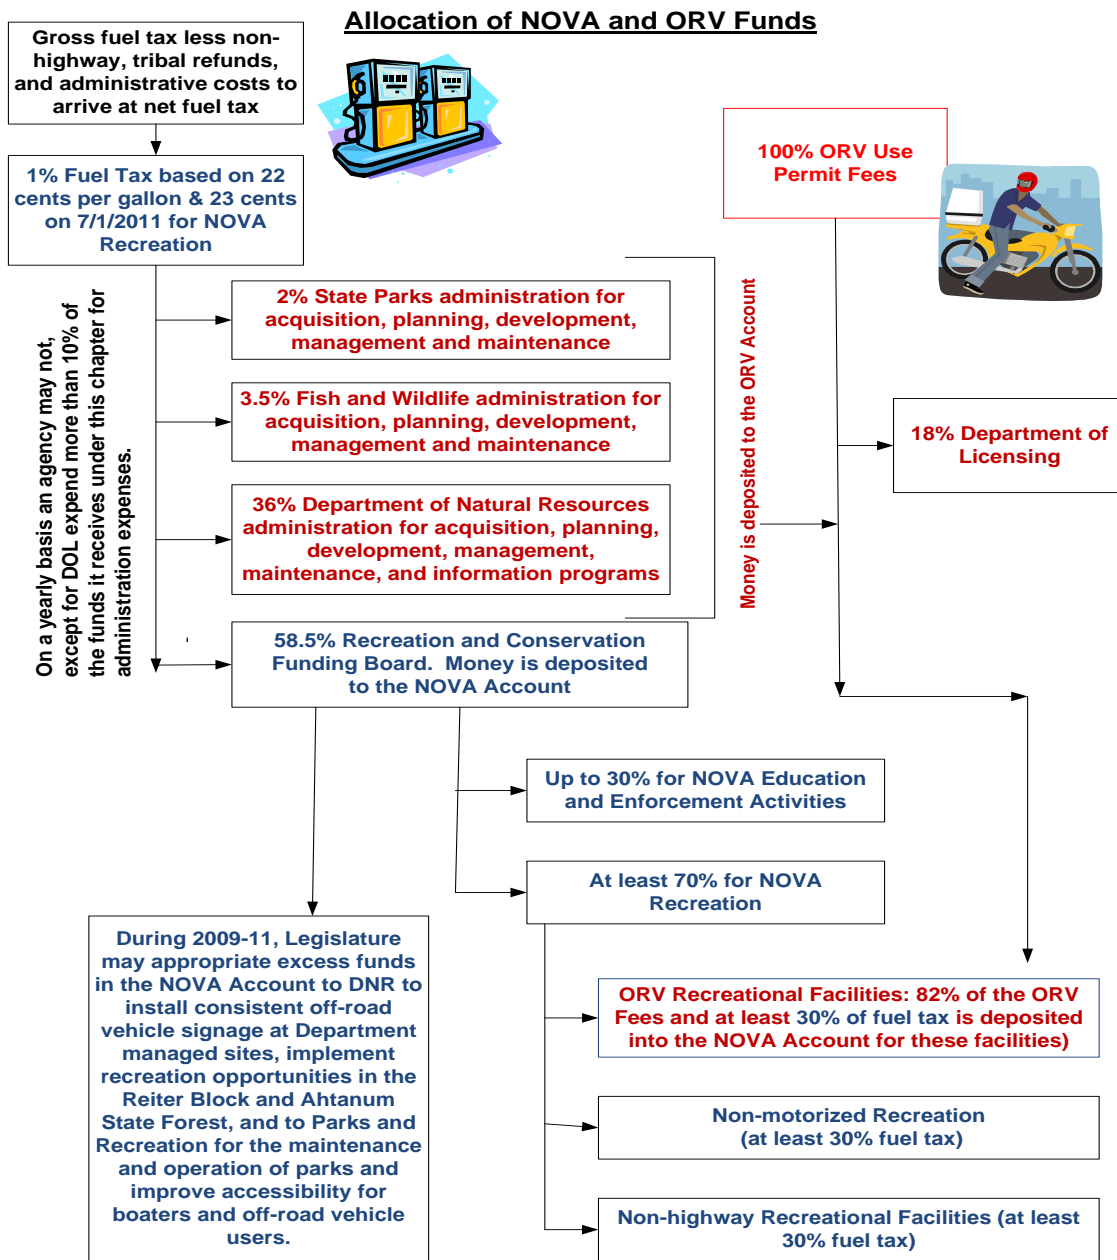 Allocation of NOVA and ORV Funds
Gross fuel tax less non-
highway, tribal refunds,
and administrative costs to
arrive at net fuel tax
1% Fuel Tax based on 22
cents per gallon & 23 cents
on 7/1/2011 for NOVA
Recreation
100% ORV Use
Permit Fees
On a yearly basis an agency may not,
except for DOL expend more than 10% of
the funds it receives under this chapter for
administration expenses.
2% State Parks administration for
acquisition, planning, development,
management and maintenance
3.5% Fish and Wildlife administration for
acquisition, planning, development,
management and maintenance
36% Department of Natural Resources
administration for acquisition, planning,
development, management,
maintenance, and information programs
58.5% Recreation and Conservation
Funding Board.  Money is deposited
to the NOVA Account
Money is deposited to the ORV Account
18% Department of
Licensing
Up to 30% for NOVA Education
and Enforcement Activities
At least 70% for NOVA
Recreation
During 2009-11, Legislature
may appropriate excess funds
in the NOVA Account to DNR to
install consistent off-road
vehicle signage at Department
managed sites, implement
recreation opportunities in the
Reiter Block and Ahtanum
State Forest, and to Parks and
Recreation for the maintenance
and operation of parks and
improve accessibility for
boaters and off-road vehicle
users.
ORV Recreational Facilities: 82% of the ORV
Fees and at least 30% of fuel tax is deposited
into the NOVA Account for these facilities)
Non-motorized Recreation
(at least 30% fuel tax)
Non-highway Recreational Facilities (at least
30% fuel tax)